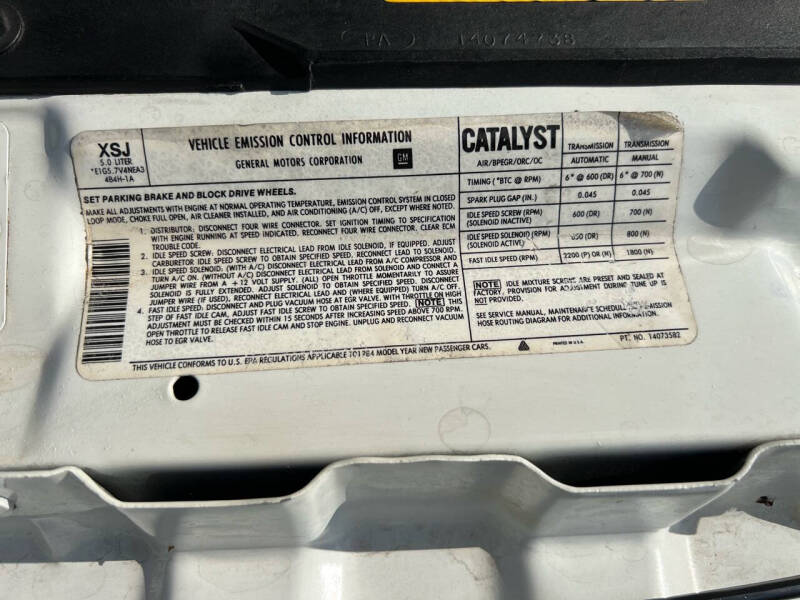 CPAD 14074738
XSJ
5.0 LITER
*E1G5.7V4NEA3
4B4H-1A
VEHICLE EMISSION CONTROL INFORMATION
GENERAL MOTORS CORPORATION
GM
SET PARKING BRAKE AND BLOCK DRIVE WHEELS.
MAKE ALL ADJUSTMENTS WITH ENGINE AT NORMAL OPERATING TEMPERATURE, EMISSION CONTROL SYSTEM IN CLOSED
LOOP MODE, CHOKE FULL OPEN, AIR CLEANER INSTALLED, AND AIR CONDITIONING (A/C) OFF, EXCEPT WHERE NOTED.
1. DISTRIBUTOR: DISCONNECT FOUR WIRE CONNECTOR. SET IGNITION TIMING TO SPECIFICATION
WITH ENGINE RUNNING AT SPEED INDICATED. RECONNECT FOUR WIRE CONNECTOR. CLEAR ECM
TROUBLE CODE.
2. IDLE SPEED SCREW: DISCONNECT ELECTRICAL LEAD FROM IDLE SOLENOID, IF EQUIPPED. ADJUST
CARBURETOR IDLE SPEED SCREW TO OBTAIN SPECIFIED SPEED. RECONNECT LEAD TO SOLENOID.
3. IDLE SPEED SOLENOID: (WITH A/C) DISCONNECT ELECTRICAL LEAD FROM A/C COMPRESSOR AND
TURN A/C ON. (WITHOUT A/C) DISCONNECT ELECTRICAL LEAD FROM SOLENOID AND CONNECT A
JUMPER WIRE FROM A +12 VOLT SUPPLY. (ALL) OPEN THROTTLE MOMENTARILY TO ASSURE
SOLENOID IS FULLY EXTENDED. ADJUST SOLENOID TO OBTAIN SPECIFIED SPEED. DISCONNECT
JUMPER WIRE (IF USED), RECONNECT ELECTRICAL LEAD AND (WHEN EQUIPPED) TURN A/C OFF.
4. FAST IDLE SPEED: DISCONNECT AND PLUG VACUUM HOSE AT EGR VALVE. WITH THROTTLE ON HIGH
STEP OF FAST IDLE CAM, ADJUST FAST IDLE SCREW TO OBTAIN SPECIFIED SPEED. NOTE THIS
ADJUSTMENT MUST BE MADE WITHIN 15 SECONDS AFTER INCREASING SPEED ABOVE 700 RPM.
OPEN THROTTLE TO RELEASE FAST IDLE CAM AND STOP ENGINE. UNPLUG AND RECONNECT VACUUM
HOSE TO EGR VALVE.
THIS VEHICLE CONFORMS TO U.S. EPA REGULATIONS APPLICABLE TO 1984 MODEL YEAR NEW PASSENGER CARS.
CATALYST
AIR/BPEGR/ORC/OC
TRANSMISSION AUTOMATIC TRANSMISSION MANUAL
TIMING (°BTC @ RPM) 6° @ 600 (DR) 6° @ 700 (N)
SPARK PLUG GAP (IN.) 0.045 0.045
IDLE SPEED SCREW (RPM) (SOLENOID INACTIVE) 600 (DR) 700 (N)
IDLE SPEED SOLENOID (RPM) (SOLENOID ACTIVE) (DR) 800 (N)
FAST IDLE SPEED (RPM) 2200 (P) OR (N) 1800 (N)
NOTE IDLE MIXTURE SCREWS ARE PRESET AND SEALED AT
FACTORY. PROVISION FOR ADJUSTMENT DURING TUNE UP IS
NOT
SEE SERVICE MANUAL, MAINTENANCE SCHEDULE,
HOSE ROUTING DIAGRAM FOR ADDITIONAL INFORMATION.
PRINTED IN U.S.A. PT. NO. 14073582